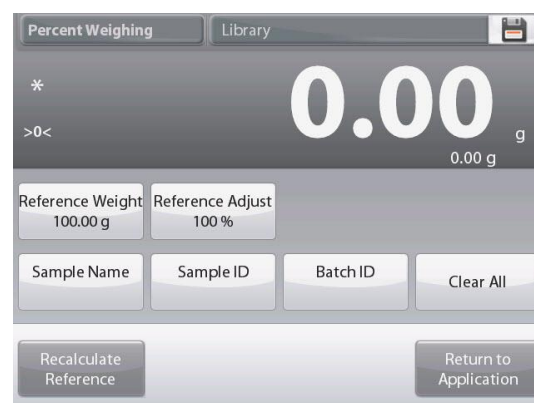 Percent Weighing
Library
*
0.00 g
>0<
0.00 g
Reference Weight
100.00 g
Reference Adjust
100 %
Sample Name
Sample ID
Batch ID
Clear All
Recalculate
Reference
Return to
Application